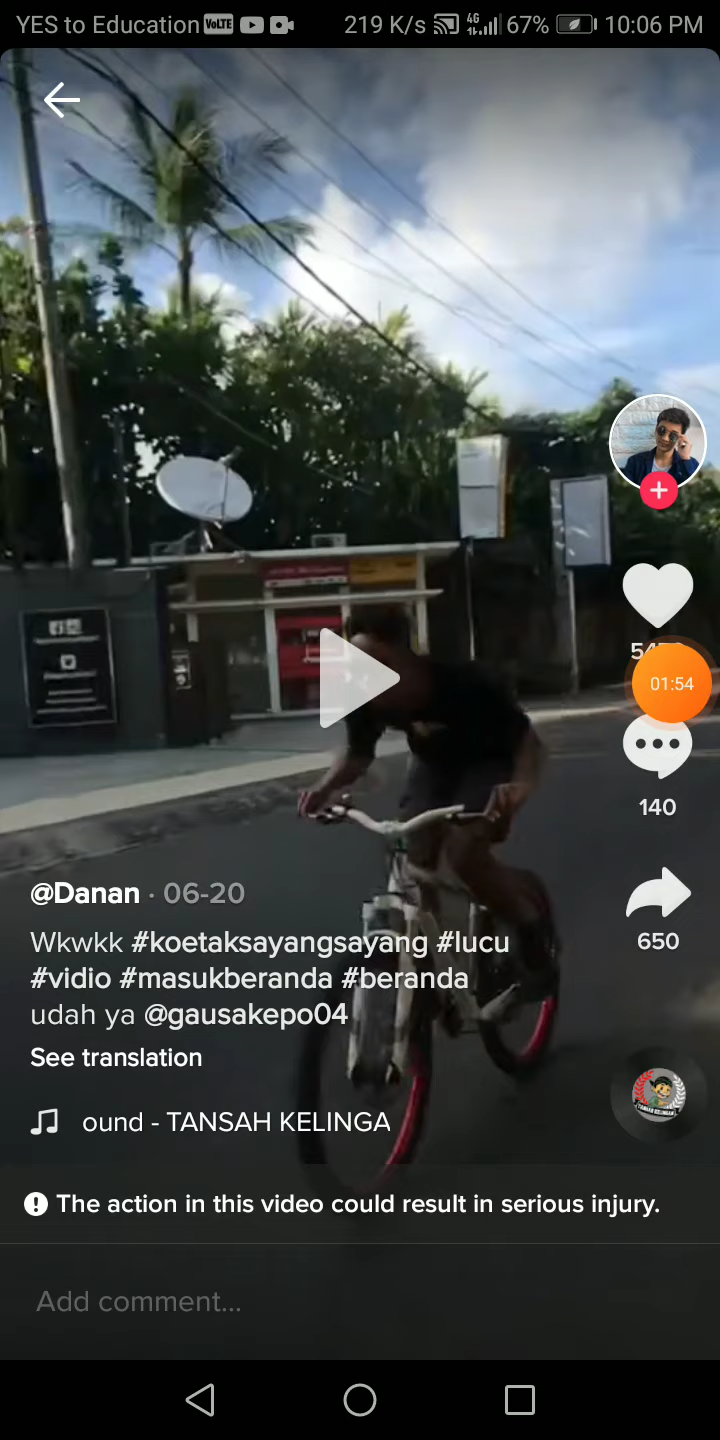 YES to Education VoLTE 219 K/s 4G 67% 10:06 PM
01:54
140
@Danan · 06-20
650
Wkwkk #koetaksayangsayang #lucu
#vidio #masukberanda #beranda
udah ya @gausakepo04
See translation
ound - TANSAH KELINGA
The action in this video could result in serious injury.
Add comment...